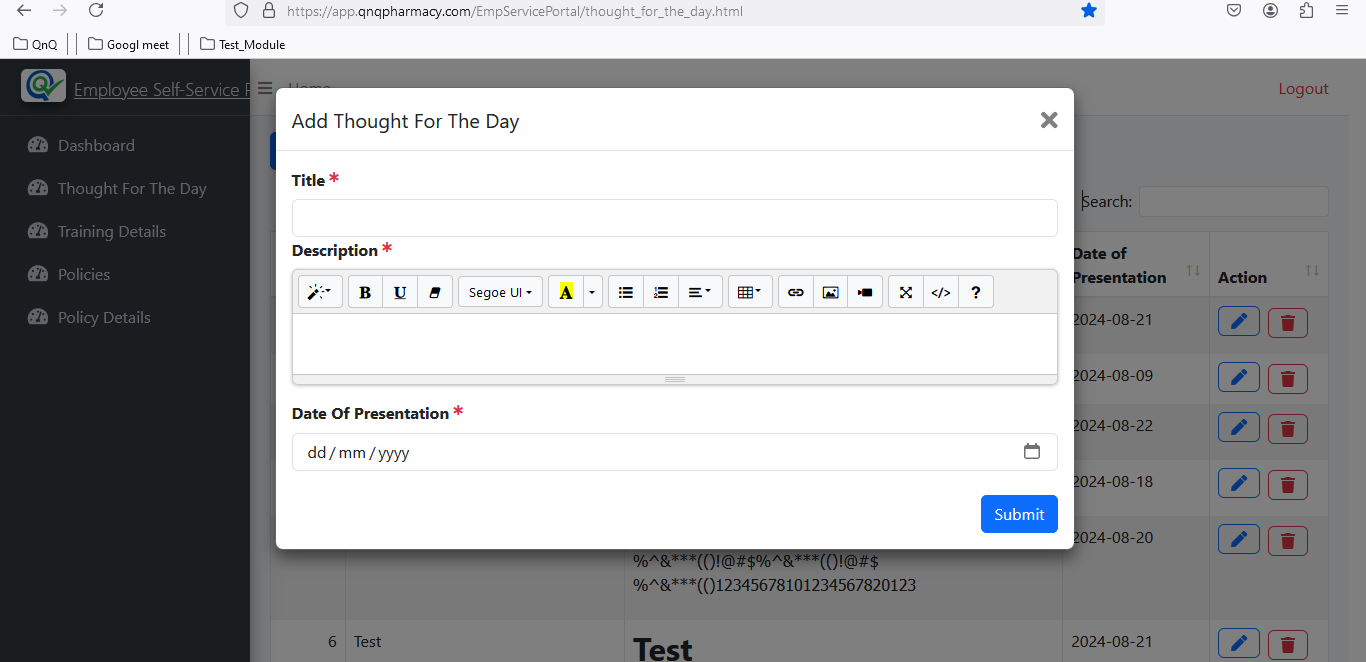 https://app.qnqpharmacy.com/EmpServicePortal/thought_for_the_day.html
QnQ
Googl meet
Test_Module
Employee Self-Service P
Home
Logout
Add Thought For The Day
Dashboard
Thought For The Day
Training Details
Policies
Policy Details
Title *
Description *
B U Segoe UI A </> ?
Date Of Presentation *
dd / mm / yyyy
Submit
Search:
Date of
Presentation
Action
2024-08-21
2024-08-09
2024-08-22
2024-08-18
2024-08-20
%^&***(()!@#$%^&***(()!@#$
%^&***(()12345678101234567820123
6 Test Test 2024-08-21